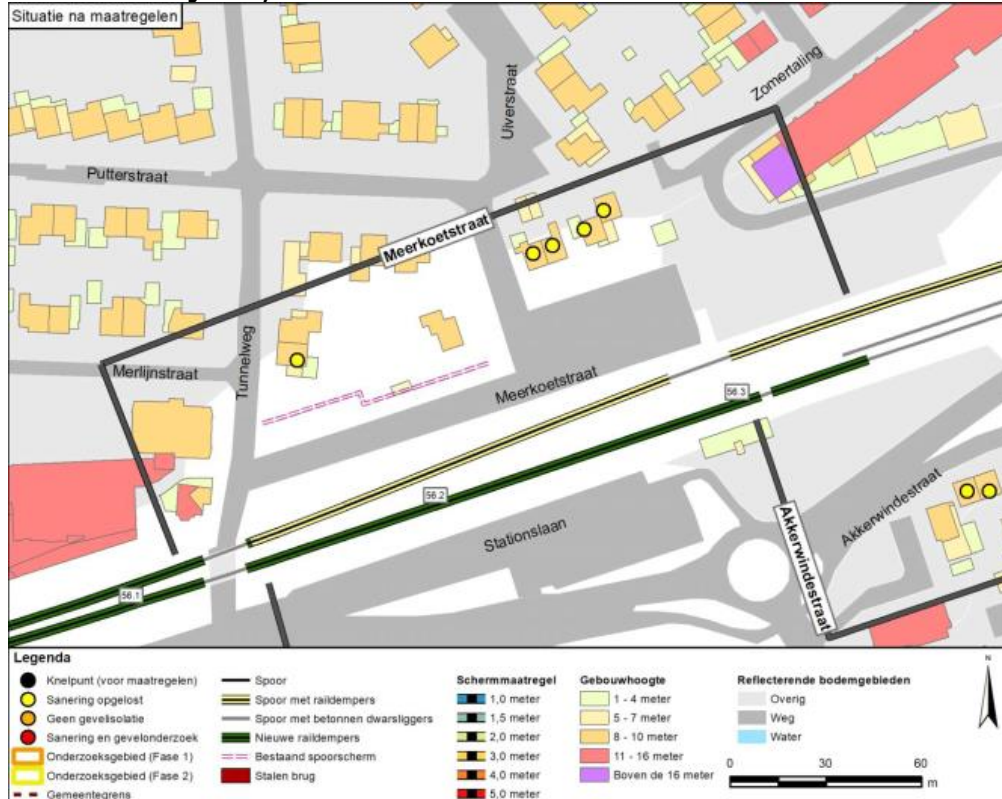 Situatie na maatregelen
Zomertaling
Ulverstraat
Putterstraat
Meerkoetstraat
Merlijnstraat
Tunnelweg
Meerkoetstraat
56.3
56.2
Stationslaan
Akkerwindestraat
Akkerwindestraat
56.1
Legenda
Knelpunt (voor maatregelen)
Sanering opgelost
Geen gevelisolatie
Sanering en gevelonderzoek
Onderzoeksgebied (Fase 1)
Onderzoeksgebied (Fase 2)
Gemeentegrens
Spoor
Spoor met raildempers
Spoor met betonnen dwarsliggers
Nieuwe raildempers
Bestaand spoorscherm
Stalen brug
Schermmaatregel
1,0 meter
1,5 meter
2,0 meter
3,0 meter
4,0 meter
5,0 meter
Gebouwhoogte
1 - 4 meter
5 - 7 meter
8 - 10 meter
11 - 16 meter
Boven de 16 meter
Reflecterende bodemgebieden
Overig
Weg
Water
N
0 30 60
m